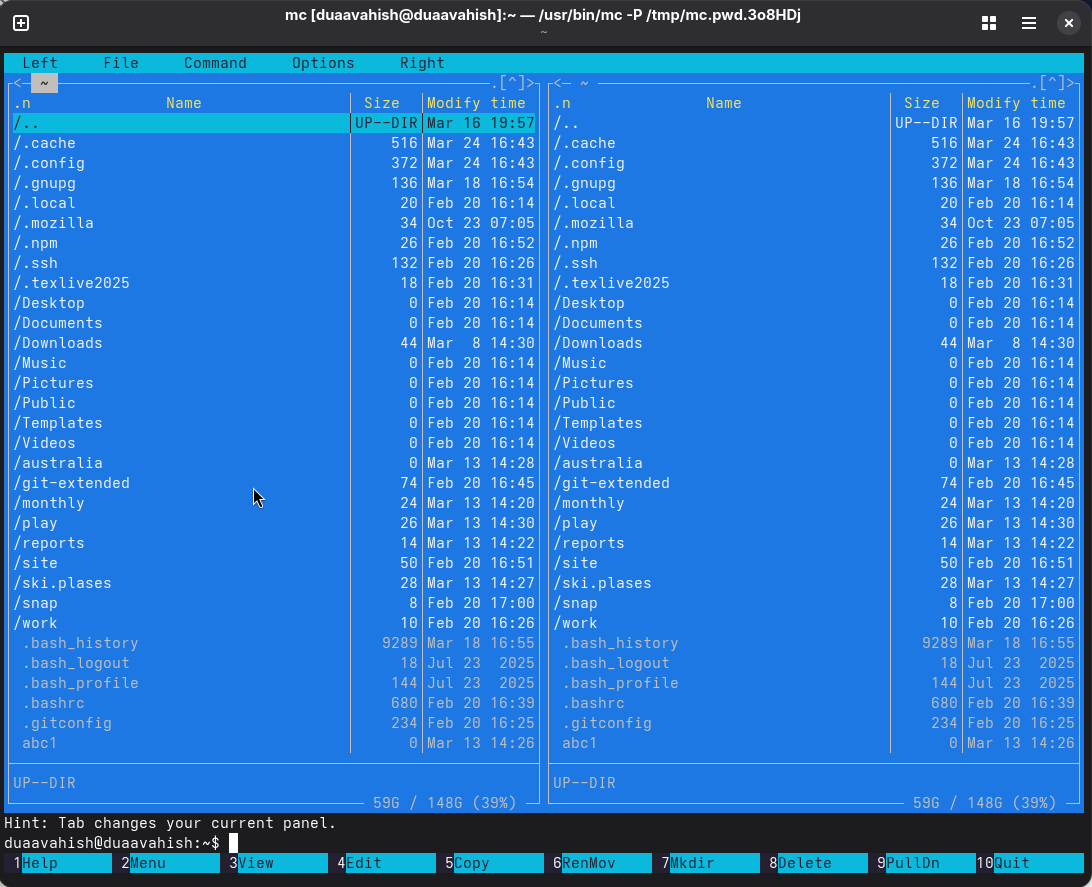 mc [duaavahish@duaavahish]:~ — /usr/bin/mc -P /tmp/mc.pwd.3o8HDj
~
Left File Command Options Right
<─ ~ .[^]> <─ ~ .[^]>
.n Name Size Modify time .n Name Size Modify time
/.. UP--DIR Mar 16 19:57 /.. UP--DIR Mar 16 19:57
/.cache 516 Mar 24 16:43 /.cache 516 Mar 24 16:43
/.config 372 Mar 24 16:43 /.config 372 Mar 24 16:43
/.gnupg 136 Mar 18 16:54 /.gnupg 136 Mar 18 16:54
/.local 20 Feb 20 16:14 /.local 20 Feb 20 16:14
/.mozilla 34 Oct 23 07:05 /.mozilla 34 Oct 23 07:05
/.npm 26 Feb 20 16:52 /.npm 26 Feb 20 16:52
/.ssh 132 Feb 20 16:26 /.ssh 132 Feb 20 16:26
/.texlive2025 18 Feb 20 16:31 /.texlive2025 18 Feb 20 16:31
/Desktop 0 Feb 20 16:14 /Desktop 0 Feb 20 16:14
/Documents 0 Feb 20 16:14 /Documents 0 Feb 20 16:14
/Downloads 44 Mar 8 14:30 /Downloads 44 Mar 8 14:30
/Music 0 Feb 20 16:14 /Music 0 Feb 20 16:14
/Pictures 0 Feb 20 16:14 /Pictures 0 Feb 20 16:14
/Public 0 Feb 20 16:14 /Public 0 Feb 20 16:14
/Templates 0 Feb 20 16:14 /Templates 0 Feb 20 16:14
/Videos 0 Feb 20 16:14 /Videos 0 Feb 20 16:14
/australia 0 Mar 13 14:28 /australia 0 Mar 13 14:28
/git-extended 74 Feb 20 16:45 /git-extended 74 Feb 20 16:45
/monthly 24 Mar 13 14:20 /monthly 24 Mar 13 14:20
/play 26 Mar 13 14:30 /play 26 Mar 13 14:30
/reports 14 Mar 13 14:22 /reports 14 Mar 13 14:22
/site 50 Feb 20 16:51 /site 50 Feb 20 16:51
/ski.plases 28 Mar 13 14:27 /ski.plases 28 Mar 13 14:27
/snap 8 Feb 20 17:00 /snap 8 Feb 20 17:00
/work 10 Feb 20 16:26 /work 10 Feb 20 16:26
.bash_history 9289 Mar 18 16:55 .bash_history 9289 Mar 18 16:55
.bash_logout 18 Jul 23 2025 .bash_logout 18 Jul 23 2025
.bash_profile 144 Jul 23 2025 .bash_profile 144 Jul 23 2025
.bashrc 680 Feb 20 16:39 .bashrc 680 Feb 20 16:39
.gitconfig 234 Feb 20 16:25 .gitconfig 234 Feb 20 16:25
abc1 0 Mar 13 14:26 abc1 0 Mar 13 14:26
UP--DIR UP--DIR
59G / 148G (39%) 59G / 148G (39%)
Hint: Tab changes your current panel.
duaavahish@duaavahish:~$
1Help 2Menu 3View 4Edit 5Copy 6RenMov 7Mkdir 8Delete 9PullDn 10Quit